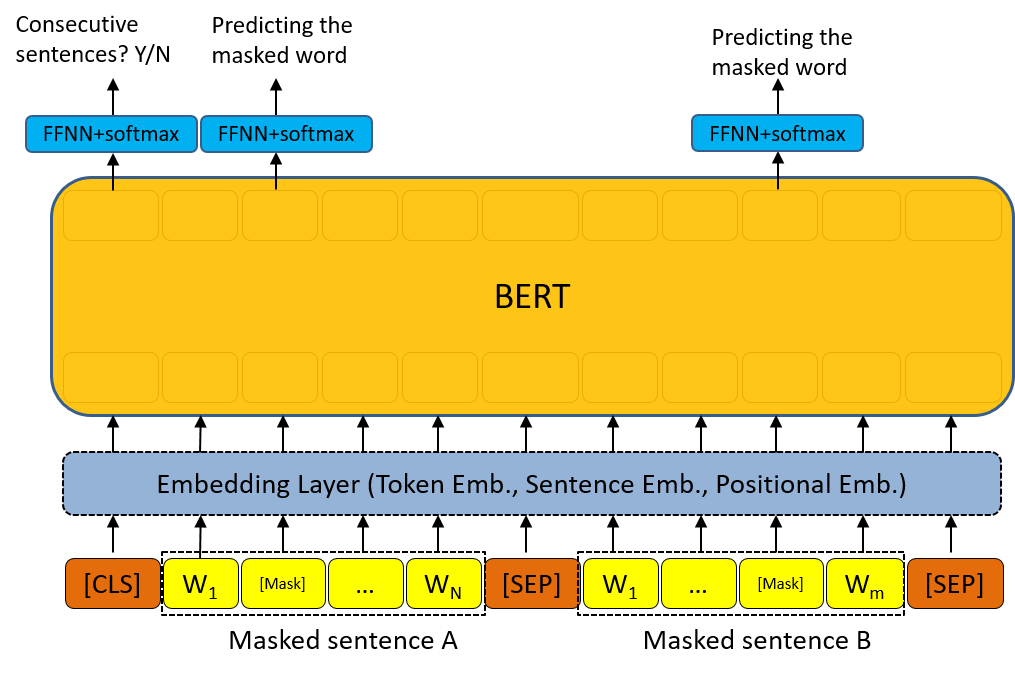 Consecutive
sentences? Y/N
Predicting the
masked word
Predicting the
masked word
FFNN+softmax
FFNN+softmax
FFNN+softmax
BERT
Embedding Layer (Token Emb., Sentence Emb., Positional Emb.)
[CLS] W1 [Mask] ... WN [SEP] W1 ... [Mask] Wm [SEP]
Masked sentence A
Masked sentence B